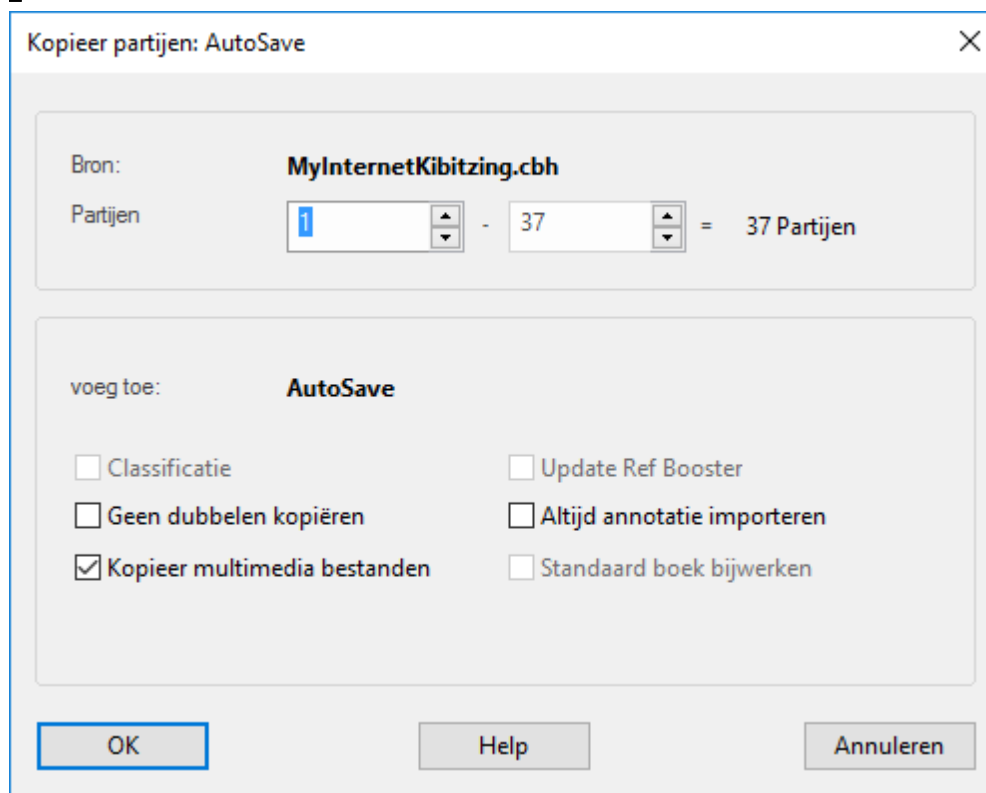 Kopieer partijen: AutoSave
Bron: MyInternetKibitzing.cbh
Partijen 1 - 37 = 37 Partijen
voeg toe: AutoSave
Classificatie Update Ref Booster
Geen dubbelen kopiëren Altijd annotatie importeren
Kopieer multimedia bestanden Standaard boek bijwerken
OK Help Annuleren